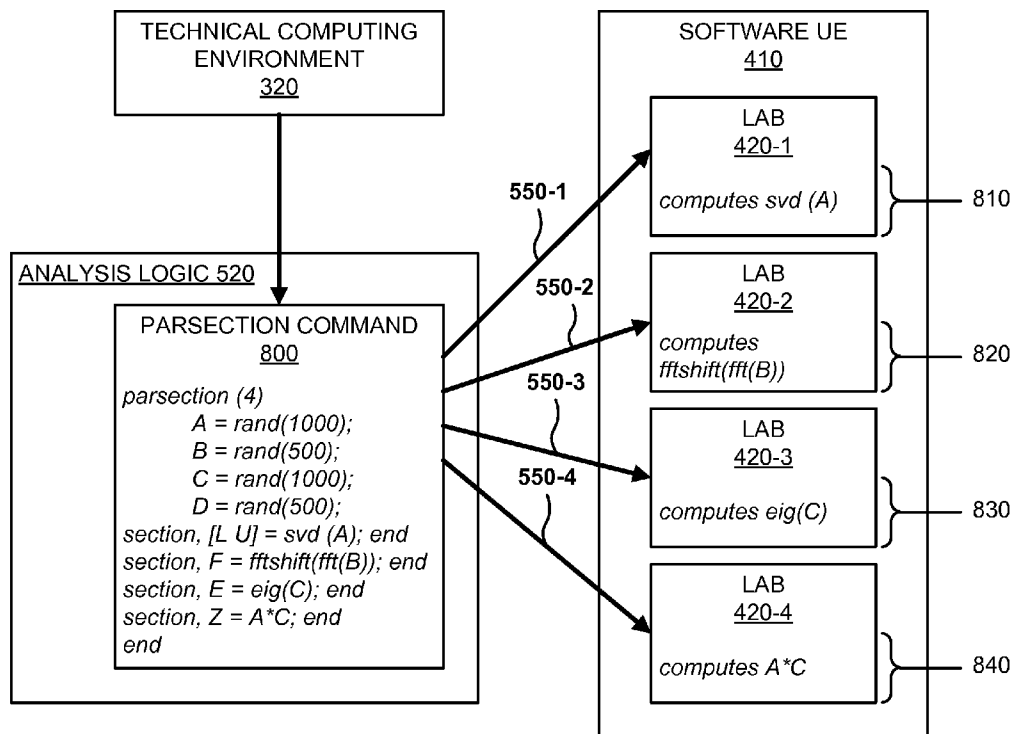 TECHNICAL COMPUTING
ENVIRONMENT
320
SOFTWARE UE
410
LAB
420-1
computes svd (A)
810
550-1
ANALYSIS LOGIC 520
550-2
LAB
420-2
computes
fftshift(fft(B))
820
PARSECTION COMMAND
800
550-3
parsection (4)
A = rand(1000);
B = rand(500);
C = rand(1000);
D = rand(500);
section, [L U] = svd (A); end
section, F = fftshift(fft(B)); end
section, E = eig(C); end
section, Z = A*C; end
end
LAB
420-3
computes eig(C)
830
550-4
LAB
420-4
computes A*C
840